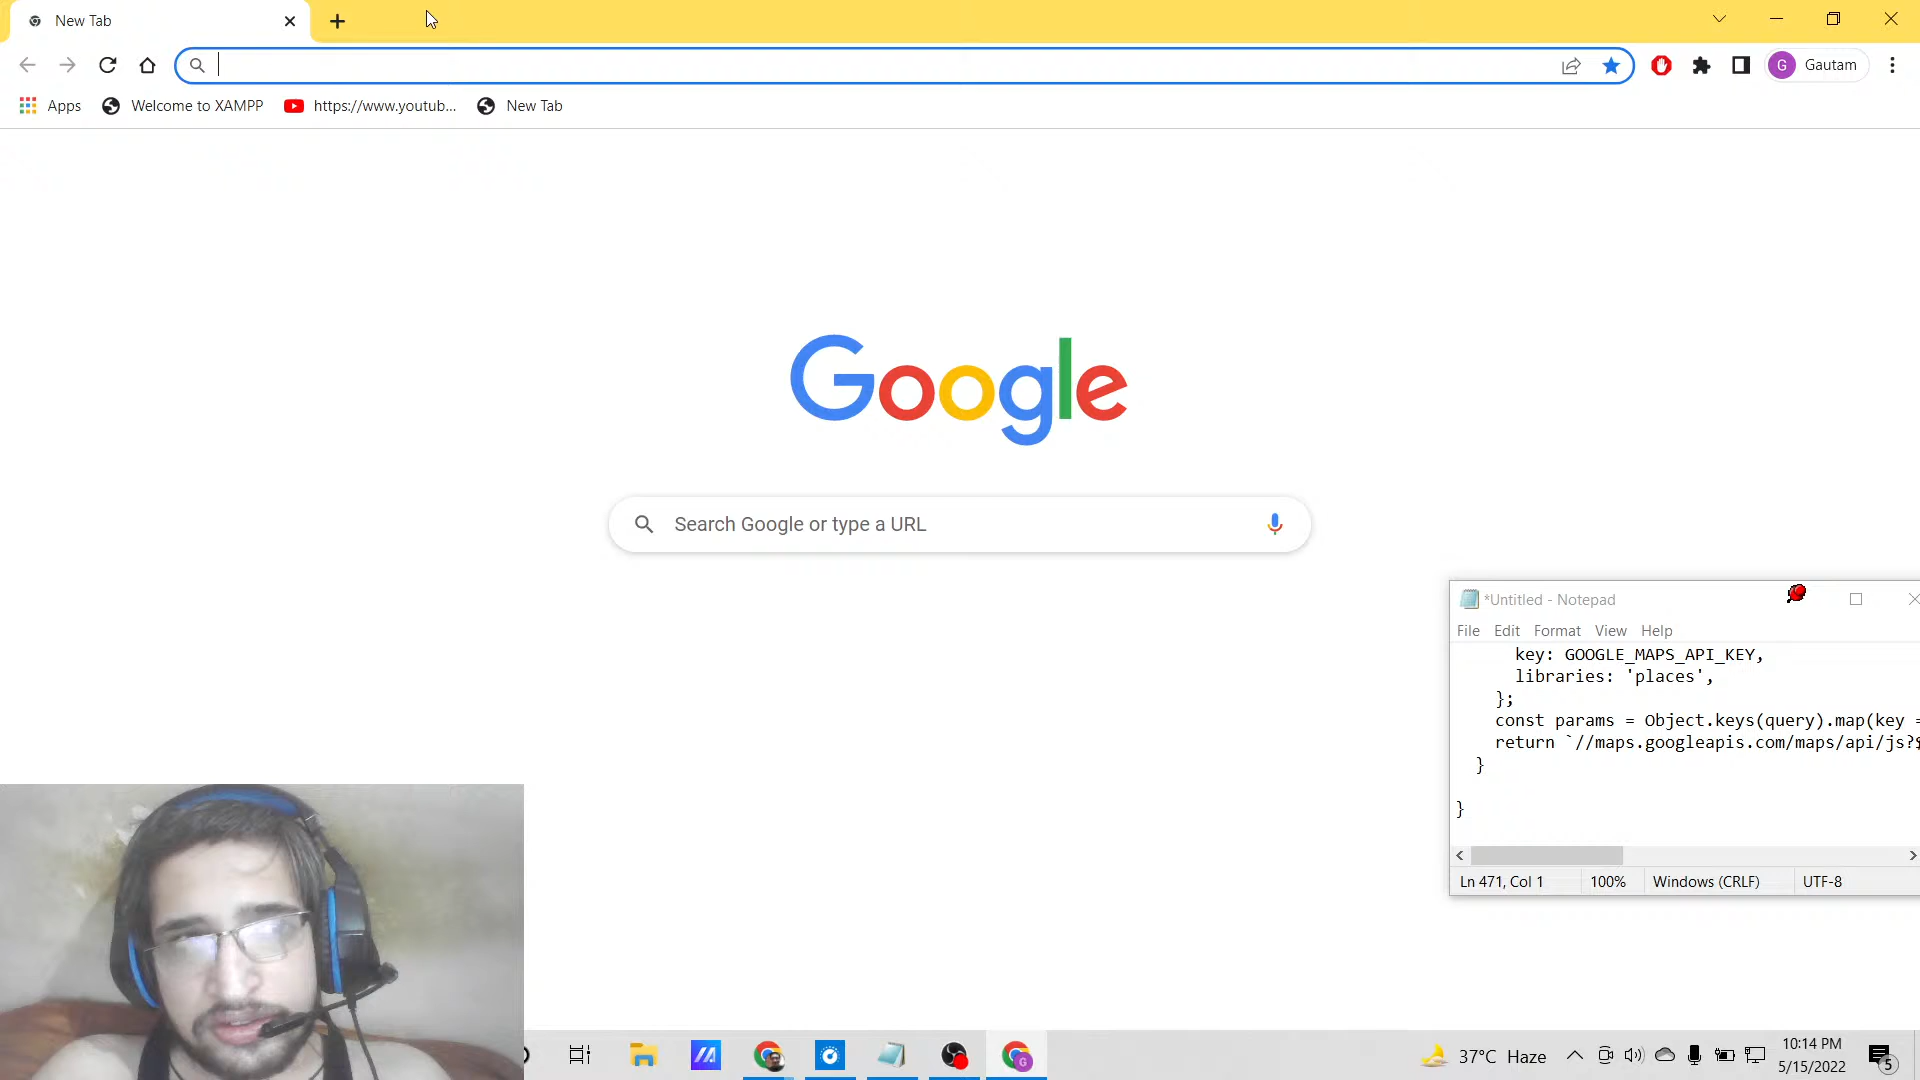 New Tab
Gautam
G
Apps
Welcome to XAMPP
https://www.youtub...
New Tab
Google
Search Google or type a URL
*Untitled - Notepad
File Edit Format View Help
key: GOOGLE_MAPS_API_KEY,
libraries: 'places',
};
const params = Object.keys(query).map(key =
return `//maps.googleapis.com/maps/api/js?$
}
}
Ln 471, Col 1
100%
Windows (CRLF)
UTF-8
G
37°C Haze
10:14 PM
5/15/2022
5